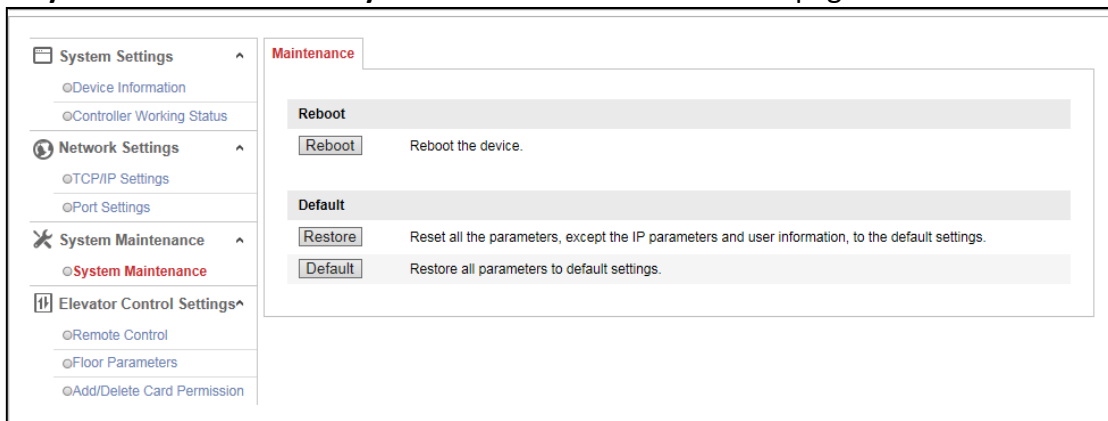 System Settings
Device Information
Controller Working Status
Network Settings
TCP/IP Settings
Port Settings
System Maintenance
System Maintenance
Elevator Control Settings
Remote Control
Floor Parameters
Add/Delete Card Permission
Maintenance
Reboot
Reboot Reboot the device.
Default
Restore Reset all the parameters, except the IP parameters and user information, to the default settings.
Default Restore all parameters to default settings.